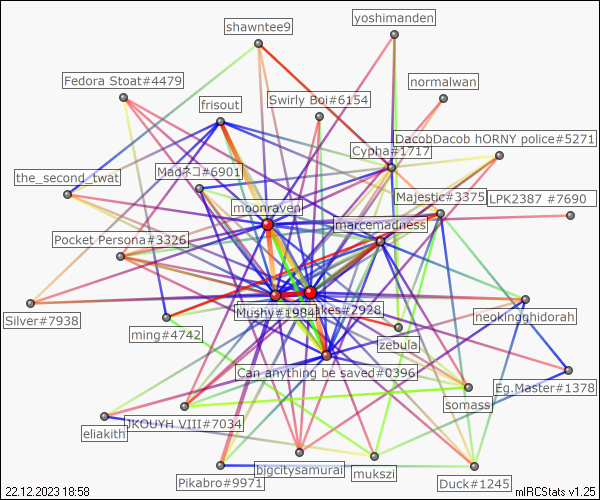 yoshimanden
shawntee9
Fedora Stoat#4479
normalwan
Swirly Boi#6154
frisout
DacobDacob hORNY police#5271
Cypha#1717
Madネコ#6901
the_second_twat
Majestic#3375
LPK2387 #7690
moonraven
marcemadness
Pocket Persona#3326
Mushy#1984
akes#2928
Silver#7938
neokingghidorah
ming#4742
zebula
Can anything be saved#0396
Eg.Master#1378
somass
JKOUYH VIII#7034
eliakith
bigcitysamurai
mukszi
Pikabro#9971
Duck#1245
22.12.2023 18:58
mIRCStats v1.25